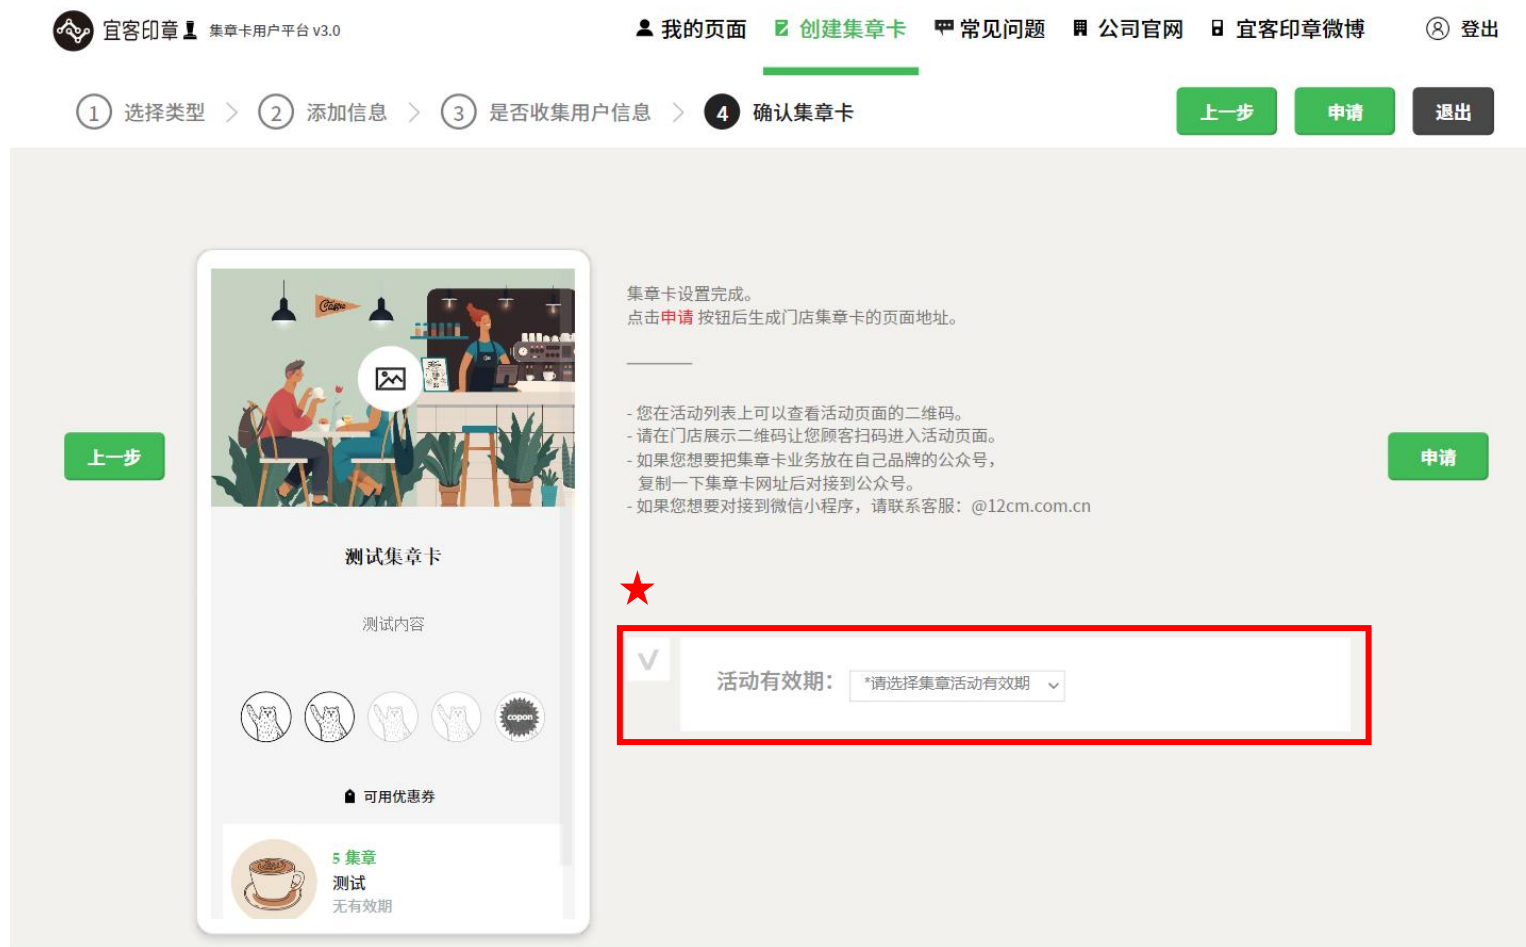 宜客印章 集章卡用户平台 v3.0
我的页面 创建集章卡 常见问题 公司官网 宜客印章微博 登出
1 选择类型 2 添加信息 3 是否收集用户信息 4 确认集章卡
上一步 申请 退出
集章卡设置完成。
点击申请 按钮后生成门店集章卡的页面地址。
- 您在活动列表上可以查看活动页面的二维码。
- 请在门店展示二维码让您顾客扫码进入活动页面。
- 如果您想要把集章卡业务放在自己品牌的公众号，
复制一下集章卡网址后对接到公众号。
- 如果您想要对接到微信小程序，请联系客服：@12cm.com.cn
上一步
申请
测试集章卡
测试内容
copon
可用优惠券
5 集章
测试
无有效期
活动有效期： *请选择集章活动有效期